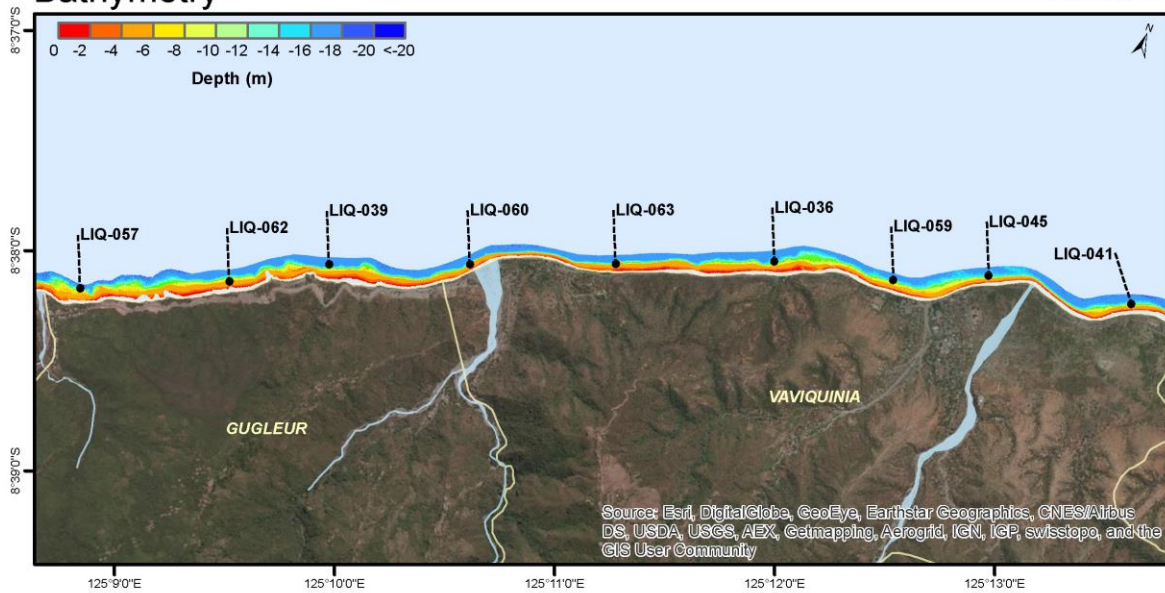 Bathymetry
8°37'0"S
0 -2 -4 -6 -8 -10 -12 -14 -16 -18 -20 <-20
Depth (m)
N
LIQ-057
LIQ-062
LIQ-039
LIQ-060
LIQ-063
LIQ-036
LIQ-059
LIQ-045
LIQ-041
8°38'0"S
GUGLEUR
VAVIQUINIA
8°39'0"S
Source: Esri, DigitalGlobe, GeoEye, Earthstar Geographics, CNES/Airbus
DS, USDA, USGS, AEX, Getmapping, Aerogrid, IGN, IGP, swisstopo, and the
GIS User Community
125°9'0"E 125°10'0"E 125°11'0"E 125°12'0"E 125°13'0"E